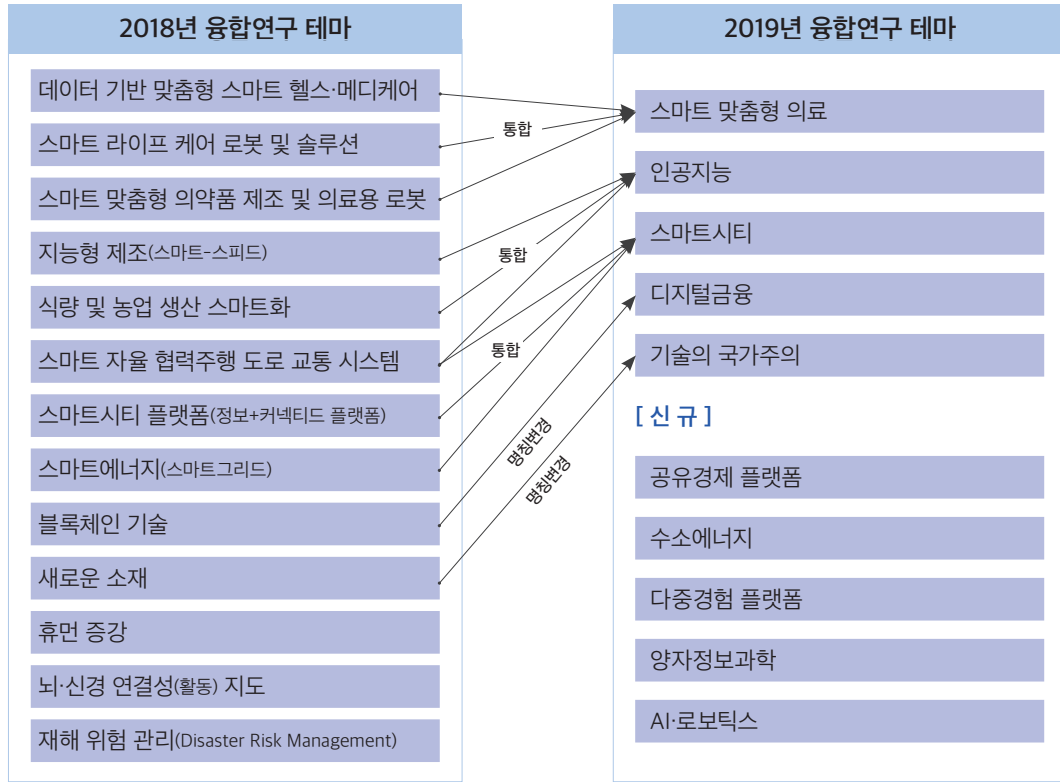 2018년 융합연구 테마
데이터 기반 맞춤형 스마트 헬스·메디케어
스마트 라이프 케어 로봇 및 솔루션
스마트 맞춤형 의약품 제조 및 의료용 로봇
지능형 제조(스마트-스피드)
식량 및 농업 생산 스마트화
스마트 자율 협력주행 도로 교통 시스템
스마트시티 플랫폼(정보+커넥티드 플랫폼)
스마트에너지(스마트그리드)
블록체인 기술
새로운 소재
휴먼 증강
뇌·신경 연결성(활동) 지도
재해 위험 관리(Disaster Risk Management)
통합
통합
통합
명칭변경
명칭변경
2019년 융합연구 테마
스마트 맞춤형 의료
인공지능
스마트시티
디지털금융
기술의 국가주의
[ 신 규 ]
공유경제 플랫폼
수소에너지
다중경험 플랫폼
양자정보과학
AI·로보틱스